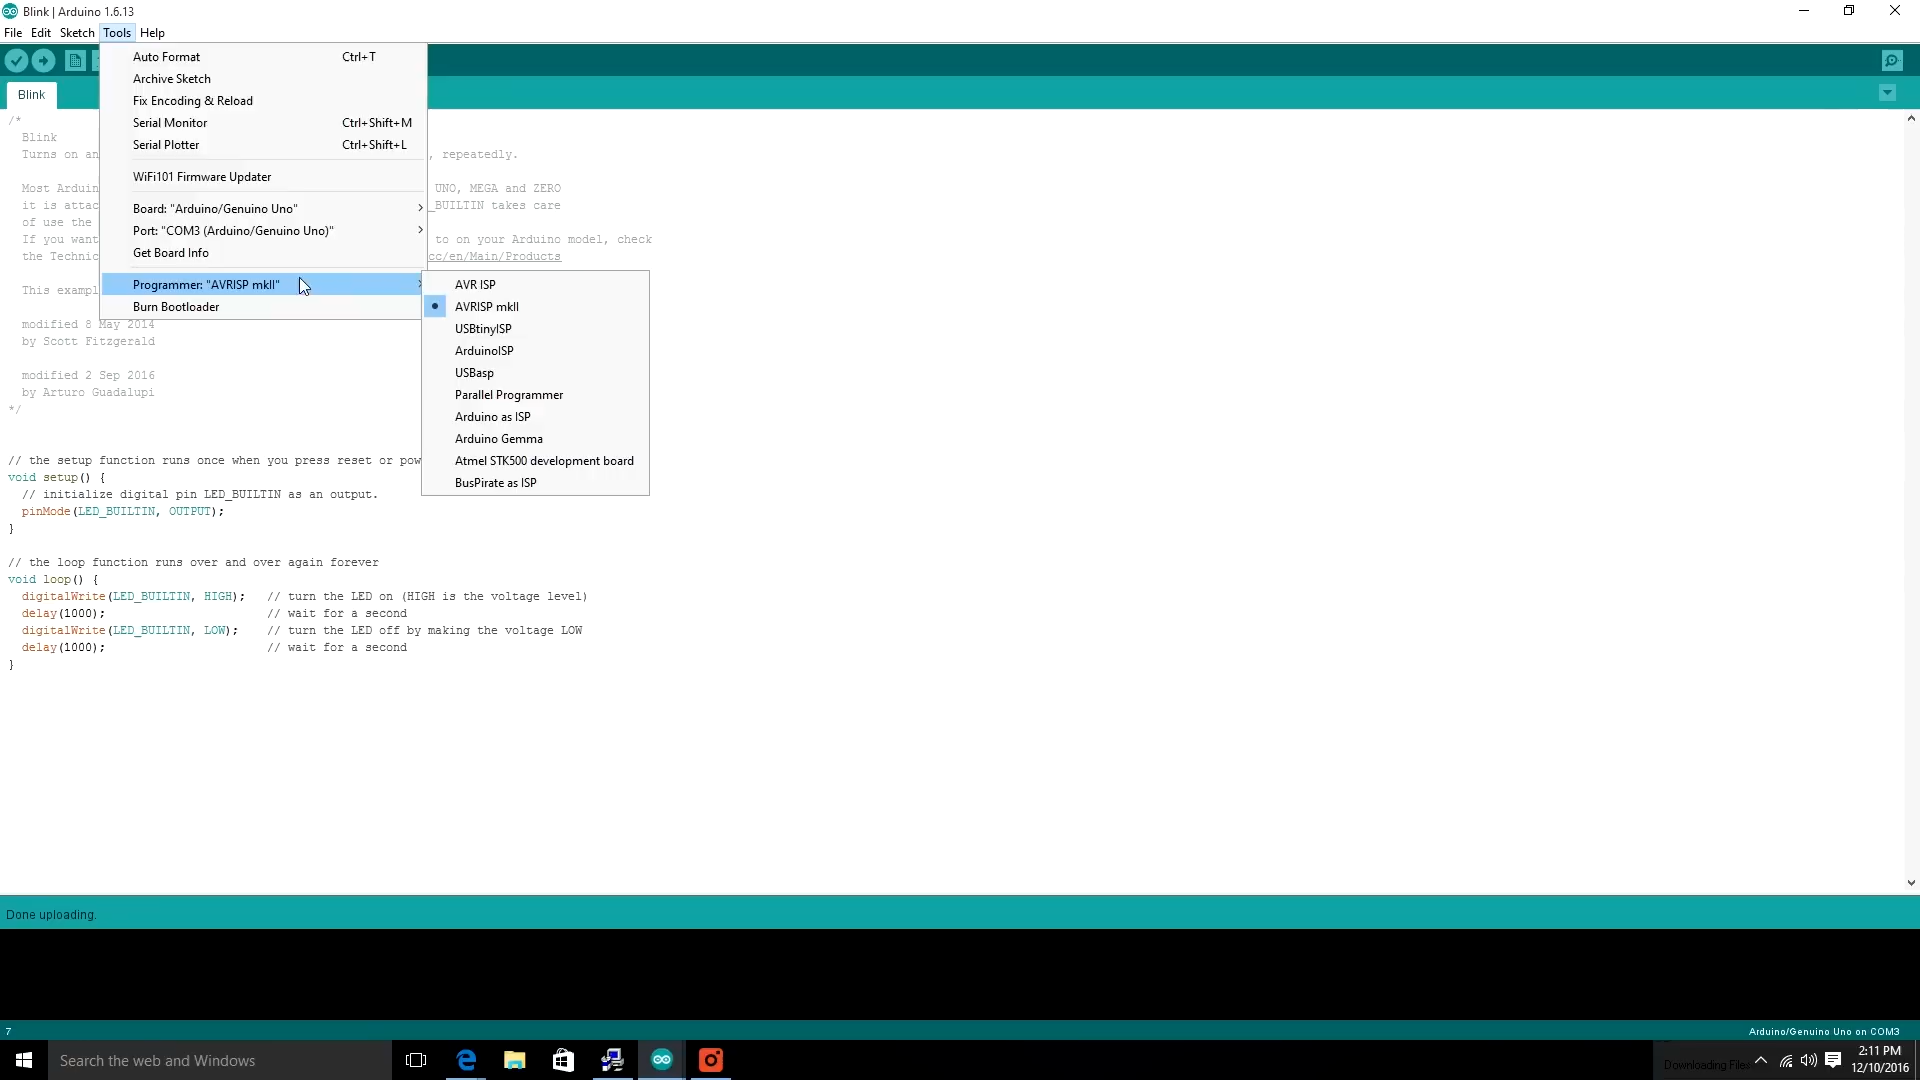 Blink | Arduino 1.6.13
File Edit Sketch Tools Help
Auto Format Ctrl+T
Archive Sketch
Fix Encoding & Reload
Serial Monitor Ctrl+Shift+M
Serial Plotter Ctrl+Shift+L
WiFi101 Firmware Updater
Board: "Arduino/Genuino Uno"
Port: "COM3 (Arduino/Genuino Uno)"
Get Board Info
Programmer: "AVRISP mkII"
Burn Bootloader
AVR ISP
AVRISP mkII
USBtinyISP
ArduinoISP
USBasp
Parallel Programmer
Arduino as ISP
Arduino Gemma
Atmel STK500 development board
BusPirate as ISP
Blink
/*
Blink
Turns on an , repeatedly.
Most Arduin UNO, MEGA and ZERO
it is attac _BUILTIN takes care
of use the
If you want to on your Arduino model, check
the Technic cc/en/Main/Products
This exampl
modified 8 May 2014
by Scott Fitzgerald
modified 2 Sep 2016
by Arturo Guadalupi
*/
// the setup function runs once when you press reset or pow
void setup() {
// initialize digital pin LED_BUILTIN as an output.
pinMode(LED_BUILTIN, OUTPUT);
}
// the loop function runs over and over again forever
void loop() {
digitalWrite(LED_BUILTIN, HIGH); // turn the LED on (HIGH is the voltage level)
delay(1000); // wait for a second
digitalWrite(LED_BUILTIN, LOW); // turn the LED off by making the voltage LOW
delay(1000); // wait for a second
}
Done uploading.
7 Arduino/Genuino Uno on COM3
Search the web and Windows
Downloading Files
2:11 PM
12/10/2016